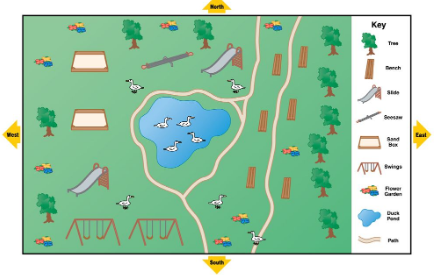 North
Key
Tree
Bench
Slide
Seesaw
Sand
Box
Swings
Flower
Garden
Duck
Pond
Path
West
East
South